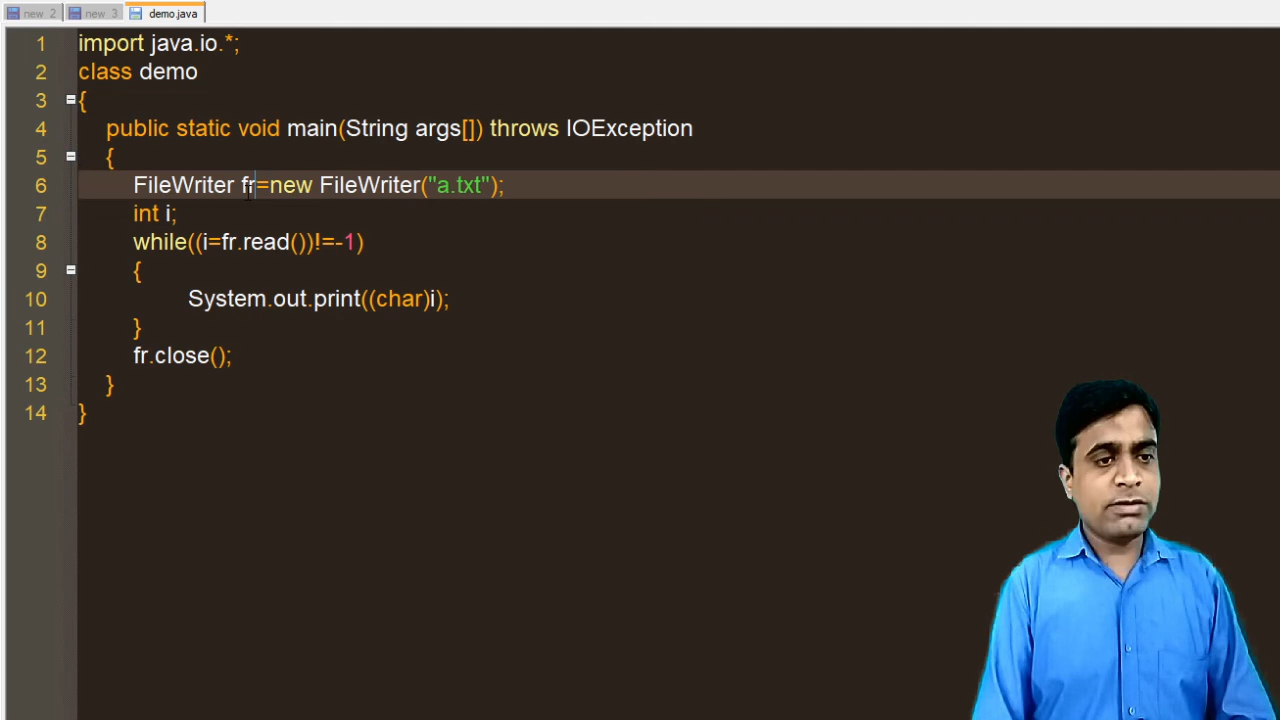 new 2 new 3 demo.java
1 import java.io.*;
2 class demo
3 {
4 public static void main(String args[]) throws IOException
5 {
6 FileWriter fr=new FileWriter("a.txt");
7 int i;
8 while((i=fr.read())!=-1)
9 {
10 System.out.print((char)i);
11 }
12 fr.close();
13 }
14 }